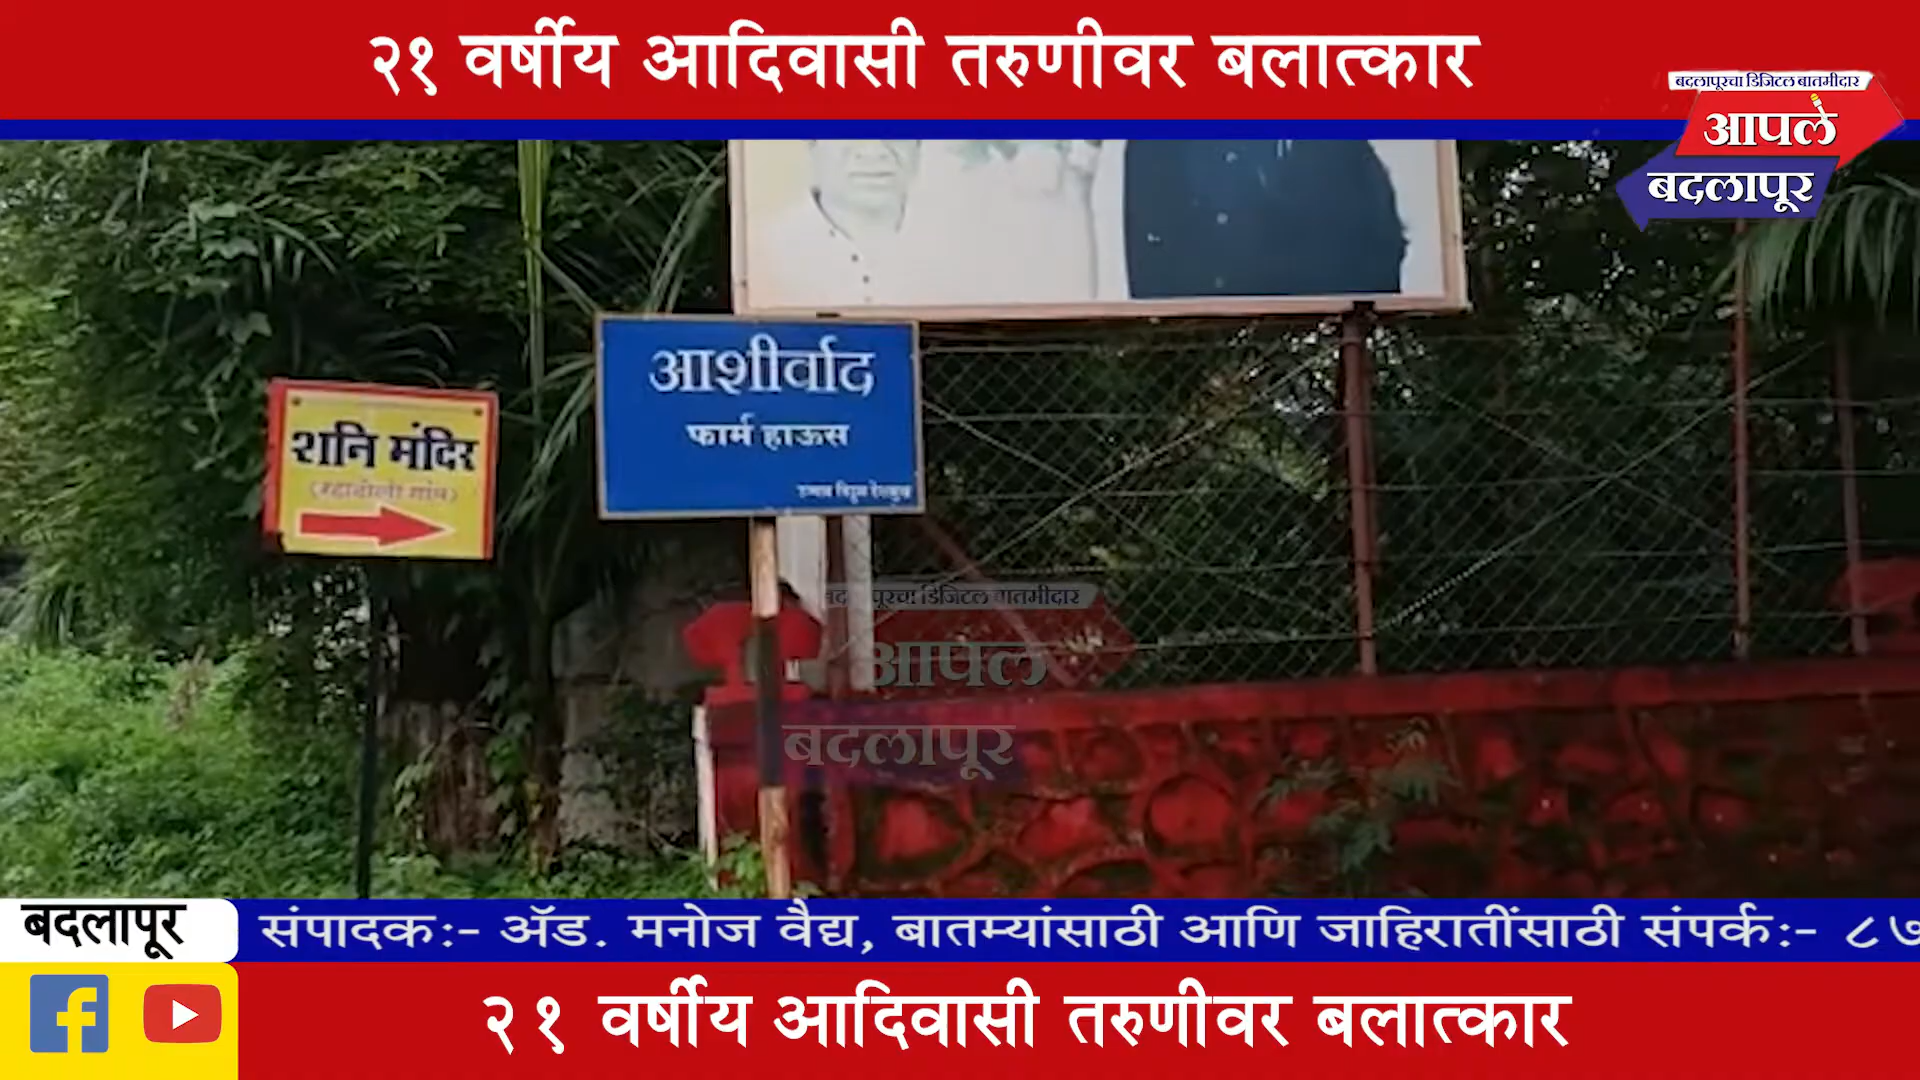 २१ वर्षीय आदिवासी तरुणीवर बलात्कार
बदलापूरचा डिजिटल बातमीदार
आपले
बदलापूर
आशीर्वाद
फार्म हाऊस
शनि मंदिर
बदलापूरचा डिजिटल बातमीदार
आपले
बदलापूर
बदलापूर
संपादक:- ॲड. मनोज वैद्य, बातम्यांसाठी आणि जाहिरातींसाठी संपर्क:- ८७
२१ वर्षीय आदिवासी तरुणीवर बलात्कार